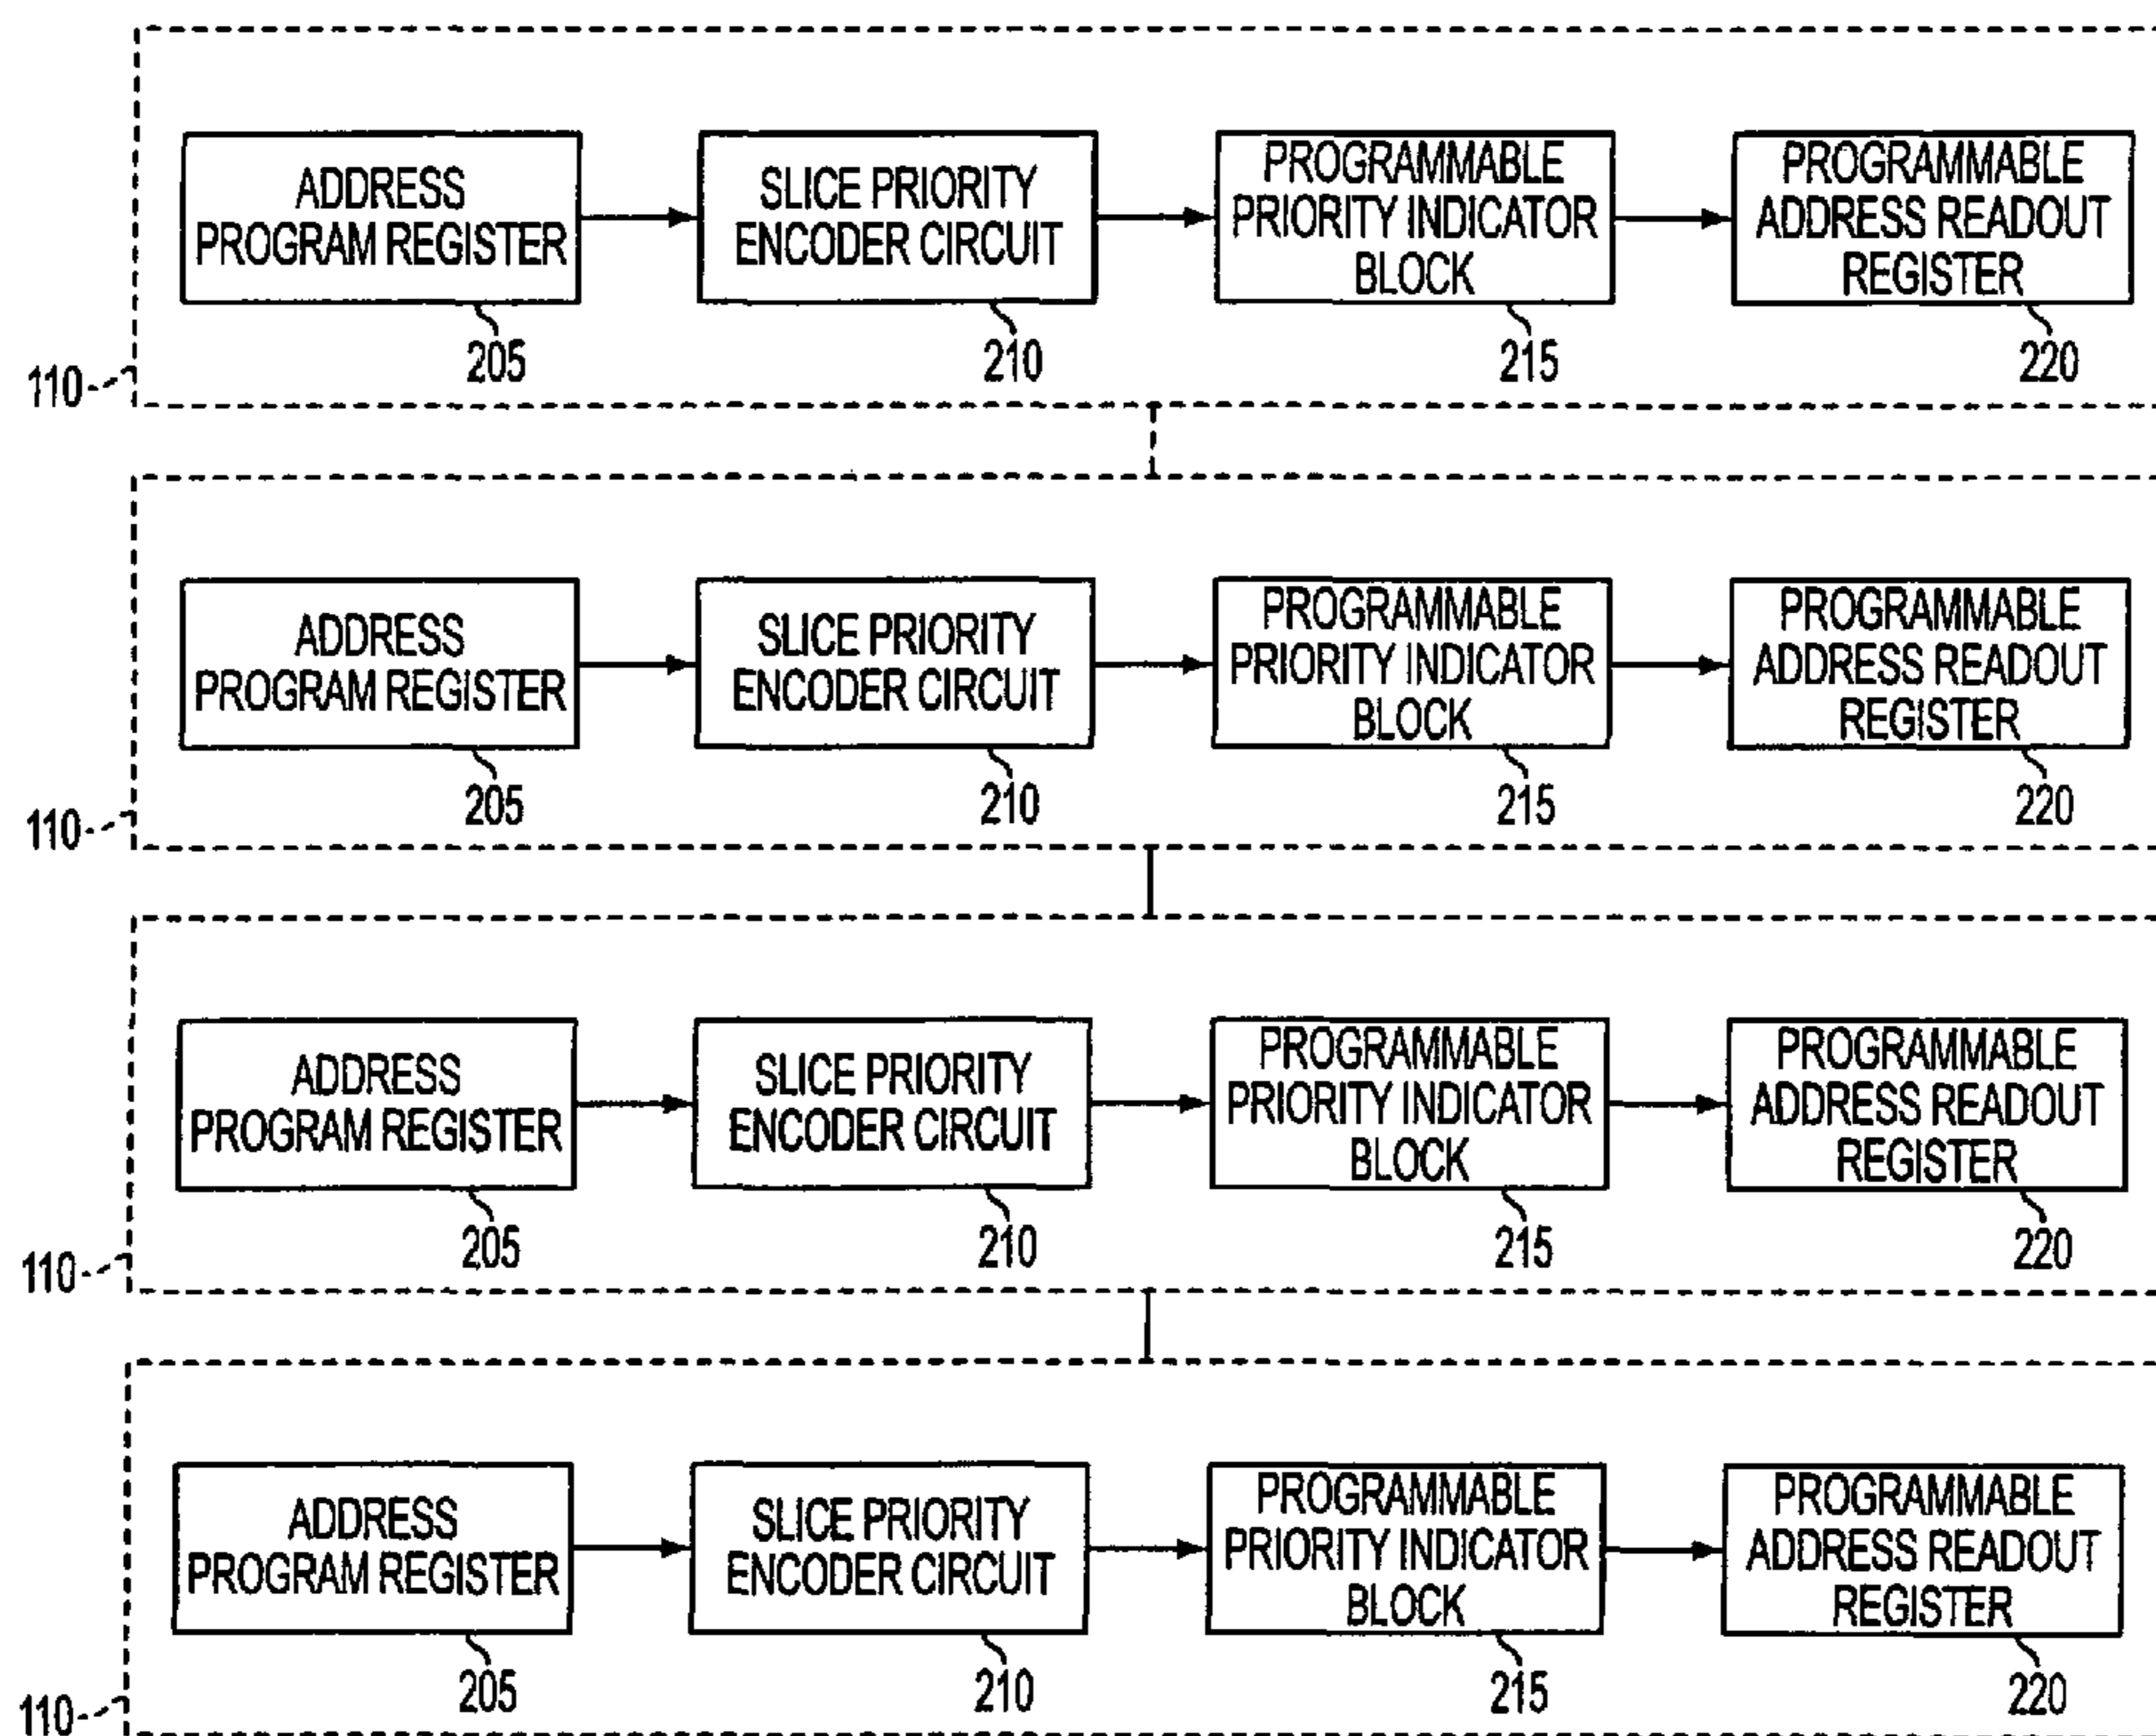 ADDRESS
PROGRAM REGISTER
SLICE PRIORITY
ENCODER CIRCUIT
PROGRAMMABLE
PRIORITY INDICATOR
BLOCK
PROGRAMMABLE
ADDRESS READOUT
REGISTER
205
210
215
220
110
ADDRESS
PROGRAM REGISTER
SLICE PRIORITY
ENCODER CIRCUIT
PROGRAMMABLE
PRIORITY INDICATOR
BLOCK
PROGRAMMABLE
ADDRESS READOUT
REGISTER
205
210
215
220
110
ADDRESS
PROGRAM REGISTER
SLICE PRIORITY
ENCODER CIRCUIT
PROGRAMMABLE
PRIORITY INDICATOR
BLOCK
PROGRAMMABLE
ADDRESS READOUT
REGISTER
205
210
215
220
110
ADDRESS
PROGRAM REGISTER
SLICE PRIORITY
ENCODER CIRCUIT
PROGRAMMABLE
PRIORITY INDICATOR
BLOCK
PROGRAMMABLE
ADDRESS READOUT
REGISTER
205
210
215
220
110